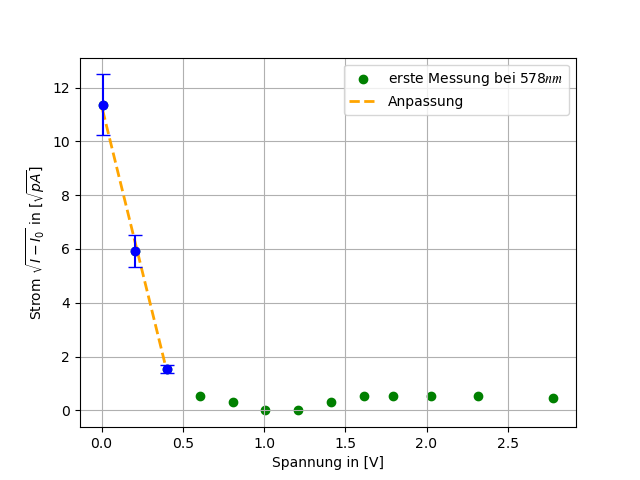 erste Messung bei 578nm
Anpassung
Strom √I − I₀ in [√pA]
12
10
8
6
4
2
0
0.0 0.5 1.0 1.5 2.0 2.5
Spannung in [V]